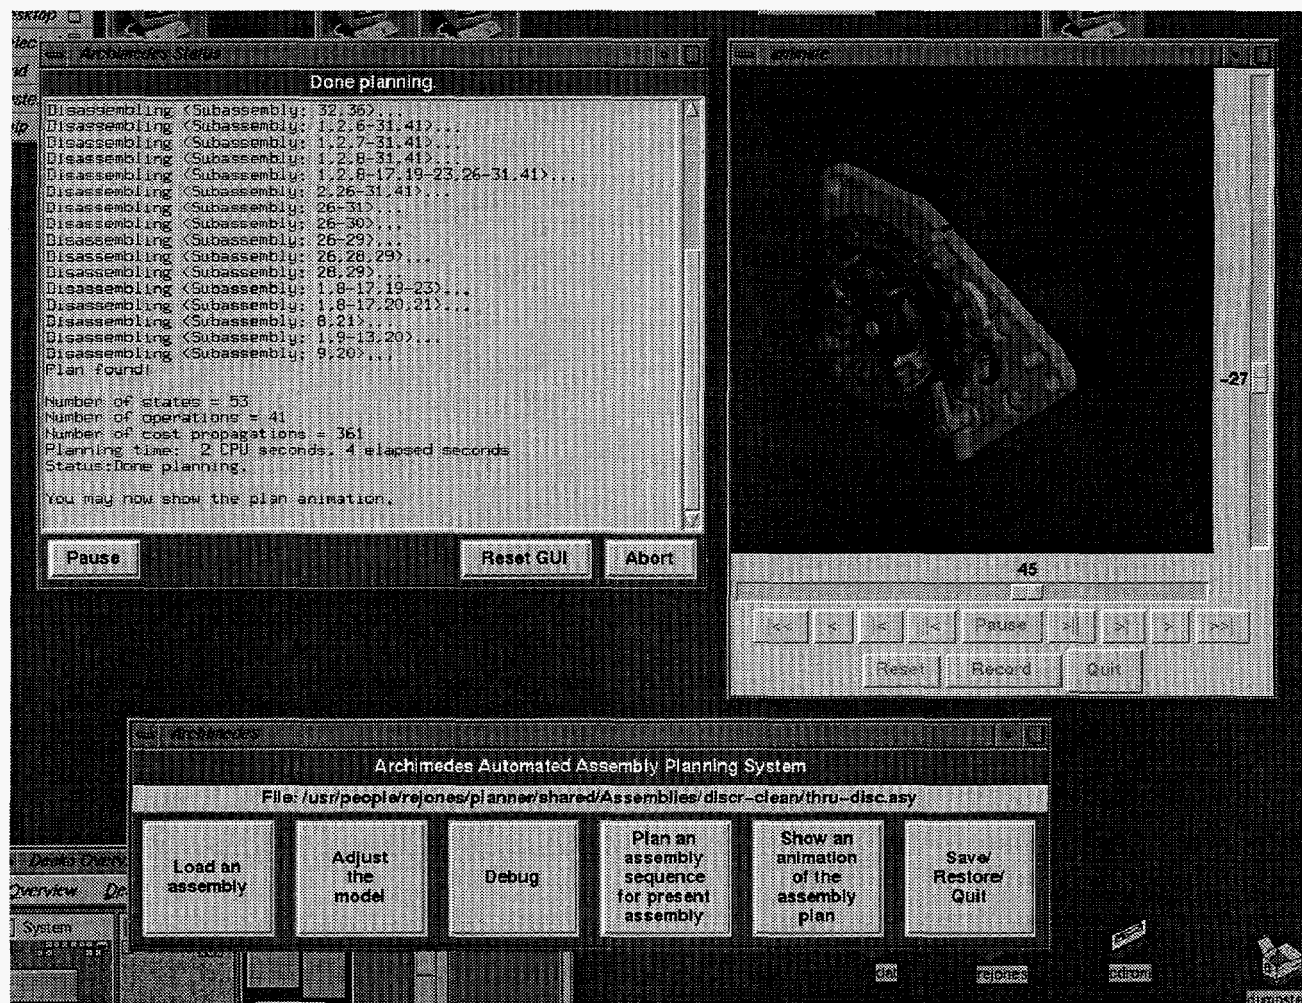 Archimedes Status
Done planning.
Disassembling <Subassembly: 32,36>...
Disassembling <Subassembly: 1,2,6-31,41>...
Disassembling <Subassembly: 1,2,7-31,41>...
Disassembling <Subassembly: 1,2,8-31,41>...
Disassembling <Subassembly: 1,2,8-17,19-23,26-31,41>...
Disassembling <Subassembly: 2,26-31,41>...
Disassembling <Subassembly: 26-31>...
Disassembling <Subassembly: 26-30>...
Disassembling <Subassembly: 26-29>...
Disassembling <Subassembly: 26,28,29>...
Disassembling <Subassembly: 28,29>...
Disassembling <Subassembly: 1,8-17,19-23>...
Disassembling <Subassembly: 1,8-17,20,21>...
Disassembling <Subassembly: 8,21>...
Disassembling <Subassembly: 1,9-13,20>...
Disassembling <Subassembly: 9,20>...
Plan found!
Number of states = 53
Number of operations = 41
Number of cost propagations = 361
Planning time: 2 CPU seconds, 4 elapsed seconds
Status:Done planning.
You may now show the plan animation.
Pause
Reset GUI
Abort
animate
-27
45
<<
<
Pause
>||
>|
>
>>
Reset
Record
Quit
Archimedes
Archimedes Automated Assembly Planning System
File: /usr/people/rejones/planner/shared/Assemblies/discr-clean/thru-disc.asy
Load an
assembly
Adjust
the
model
Debug
Plan an
assembly
sequence
for present
assembly
Show an
animation
of the
assembly
plan
Save/
Restore/
Quit
Desks Overv
Overview
De
System
rejones
cdrom